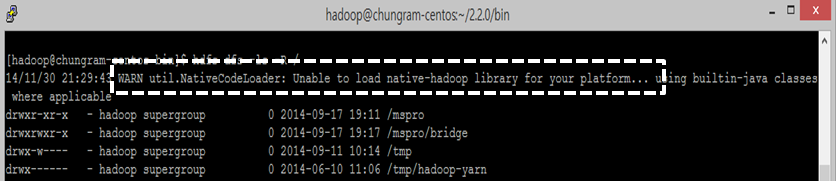 hadoop@chungram-centos:~/2.2.0/bin
[hadoop@chungram-centos bin]$ hdfs dfs -ls -R /
14/11/30 21:29:43 WARN util.NativeCodeLoader: Unable to load native-hadoop library for your platform... using builtin-java classes
where applicable
drwxr-xr-x - hadoop supergroup 0 2014-09-17 19:11 /mspro
drwxrwxr-x - hadoop supergroup 0 2014-09-17 19:17 /mspro/bridge
drwx-w---- - hadoop supergroup 0 2014-09-11 10:14 /tmp
drwx------ - hadoop supergroup 0 2014-06-10 11:06 /tmp/hadoop-yarn